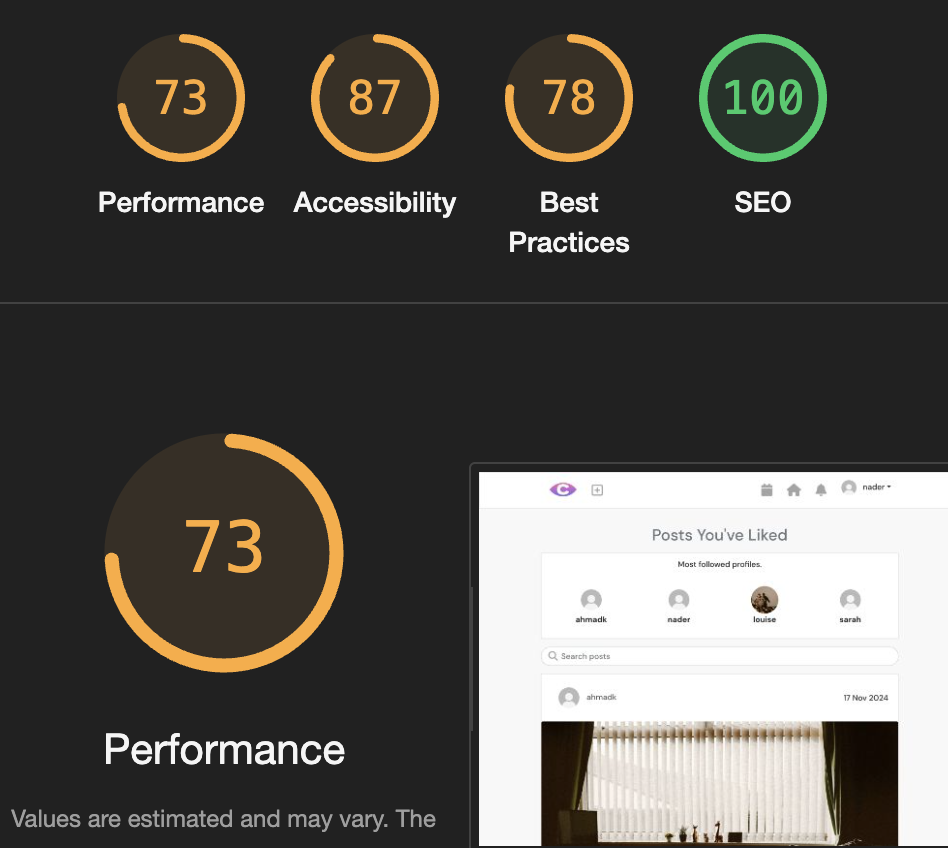 73
87
78
100
Performance
Accessibility
Best
Practices
SEO
73
Performance
Values are estimated and may vary. The
C
nader
Posts You've Liked
Most followed profiles.
ahmadk
nader
louise
sarah
Search posts
ahmadk
17 Nov 2024